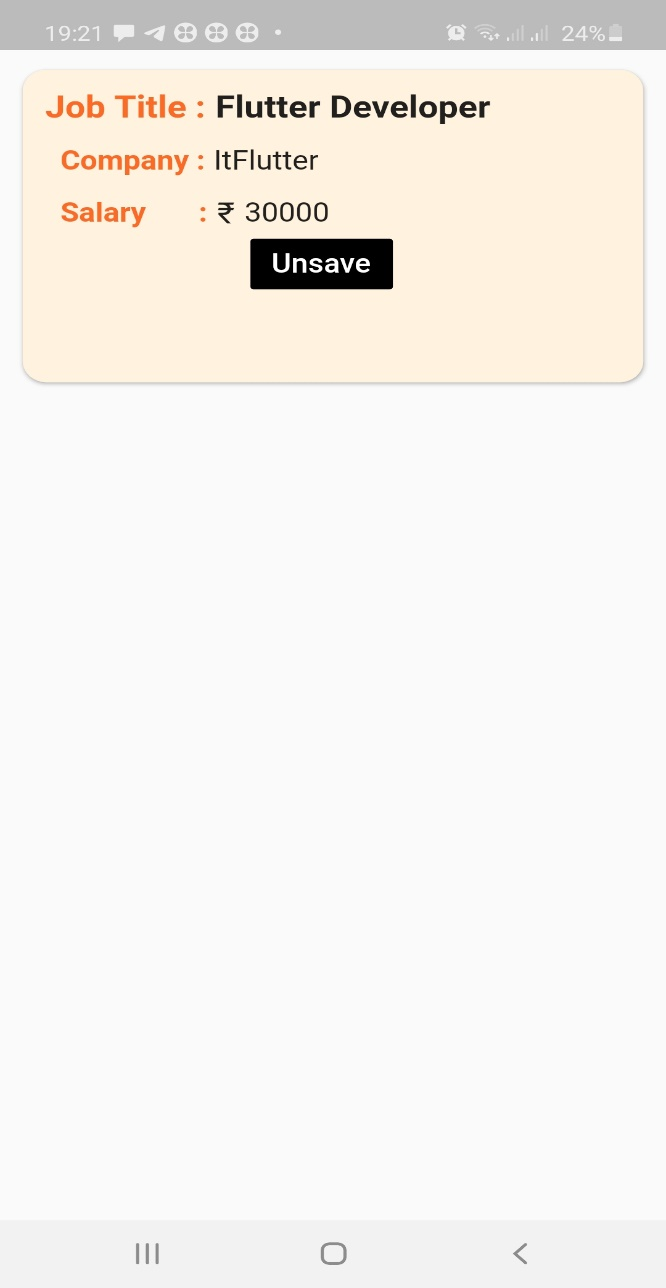 19:21 24%
Job Title : Flutter Developer
Company : ItFlutter
Salary : ₹ 30000
Unsave